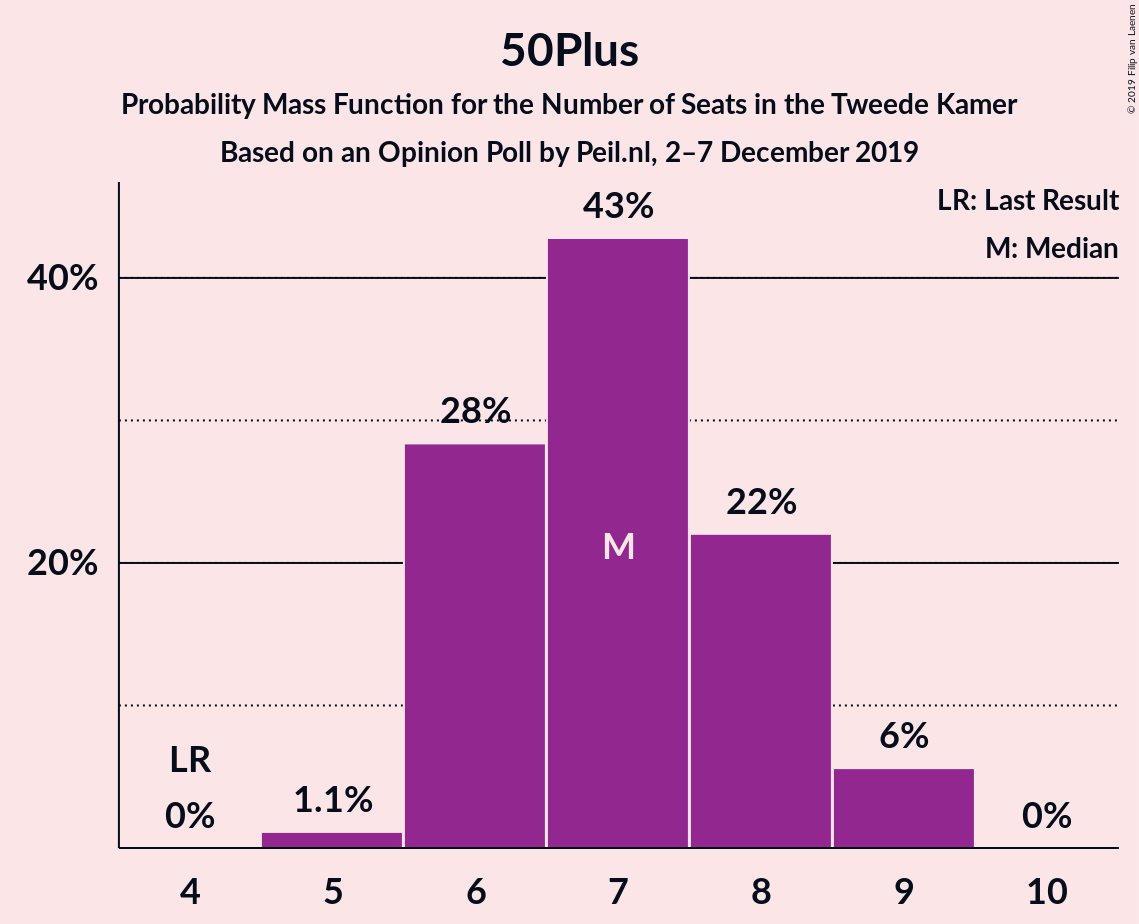 50Plus
Probability Mass Function for the Number of Seats in the Tweede Kamer
Based on an Opinion Poll by Peil.nl, 2–7 December 2019
© 2019 Filip van Laenen
LR: Last Result
M: Median
43%
40%
28%
22%
M
20%
6%
LR
1.1%
0%
0%
4 5 6 7 8 9 10